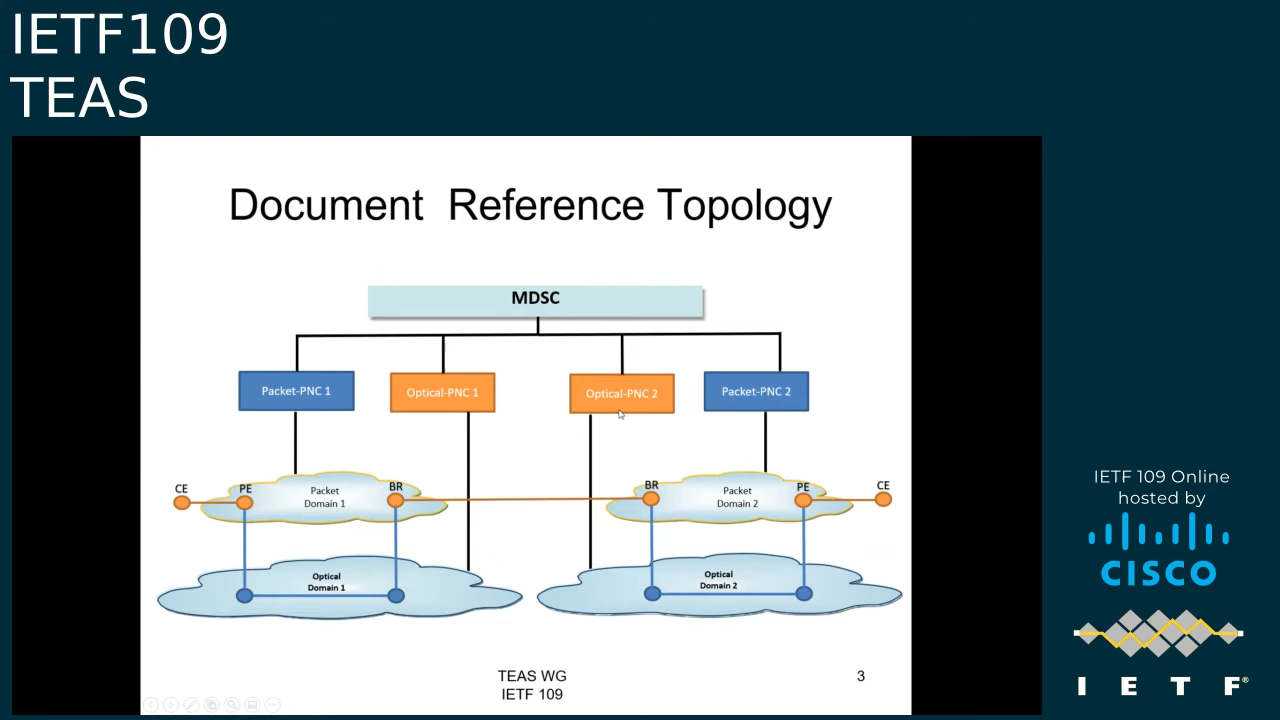 IETF109
TEAS
Document Reference Topology
MDSC
Packet-PNC 1
Optical-PNC 1
Optical-PNC 2
Packet-PNC 2
CE
PE
Packet
Domain 1
BR
BR
Packet
Domain 2
PE
CE
Optical
Domain 1
Optical
Domain 2
TEAS WG
IETF 109
3
IETF 109 Online
hosted by
CISCO
I E T F®